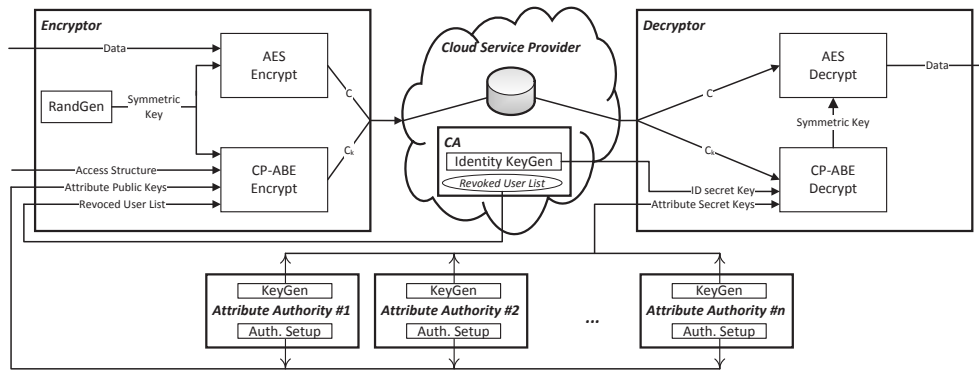 Encryptor
Data
AES
Encrypt
RandGen
Symmetric
Key
C
Cₖ
Access Structure
Attribute Public Keys
Revoced User List
CP-ABE
Encrypt
Cloud Service Provider
CA
Identity KeyGen
Revoked User List
Decryptor
C
Cₖ
AES
Decrypt
Data
Symmetric Key
CP-ABE
Decrypt
ID secret Key
Attribute Secret Keys
KeyGen
Attribute Authority #1
Auth. Setup
KeyGen
Attribute Authority #2
Auth. Setup
...
KeyGen
Attribute Authority #n
Auth. Setup